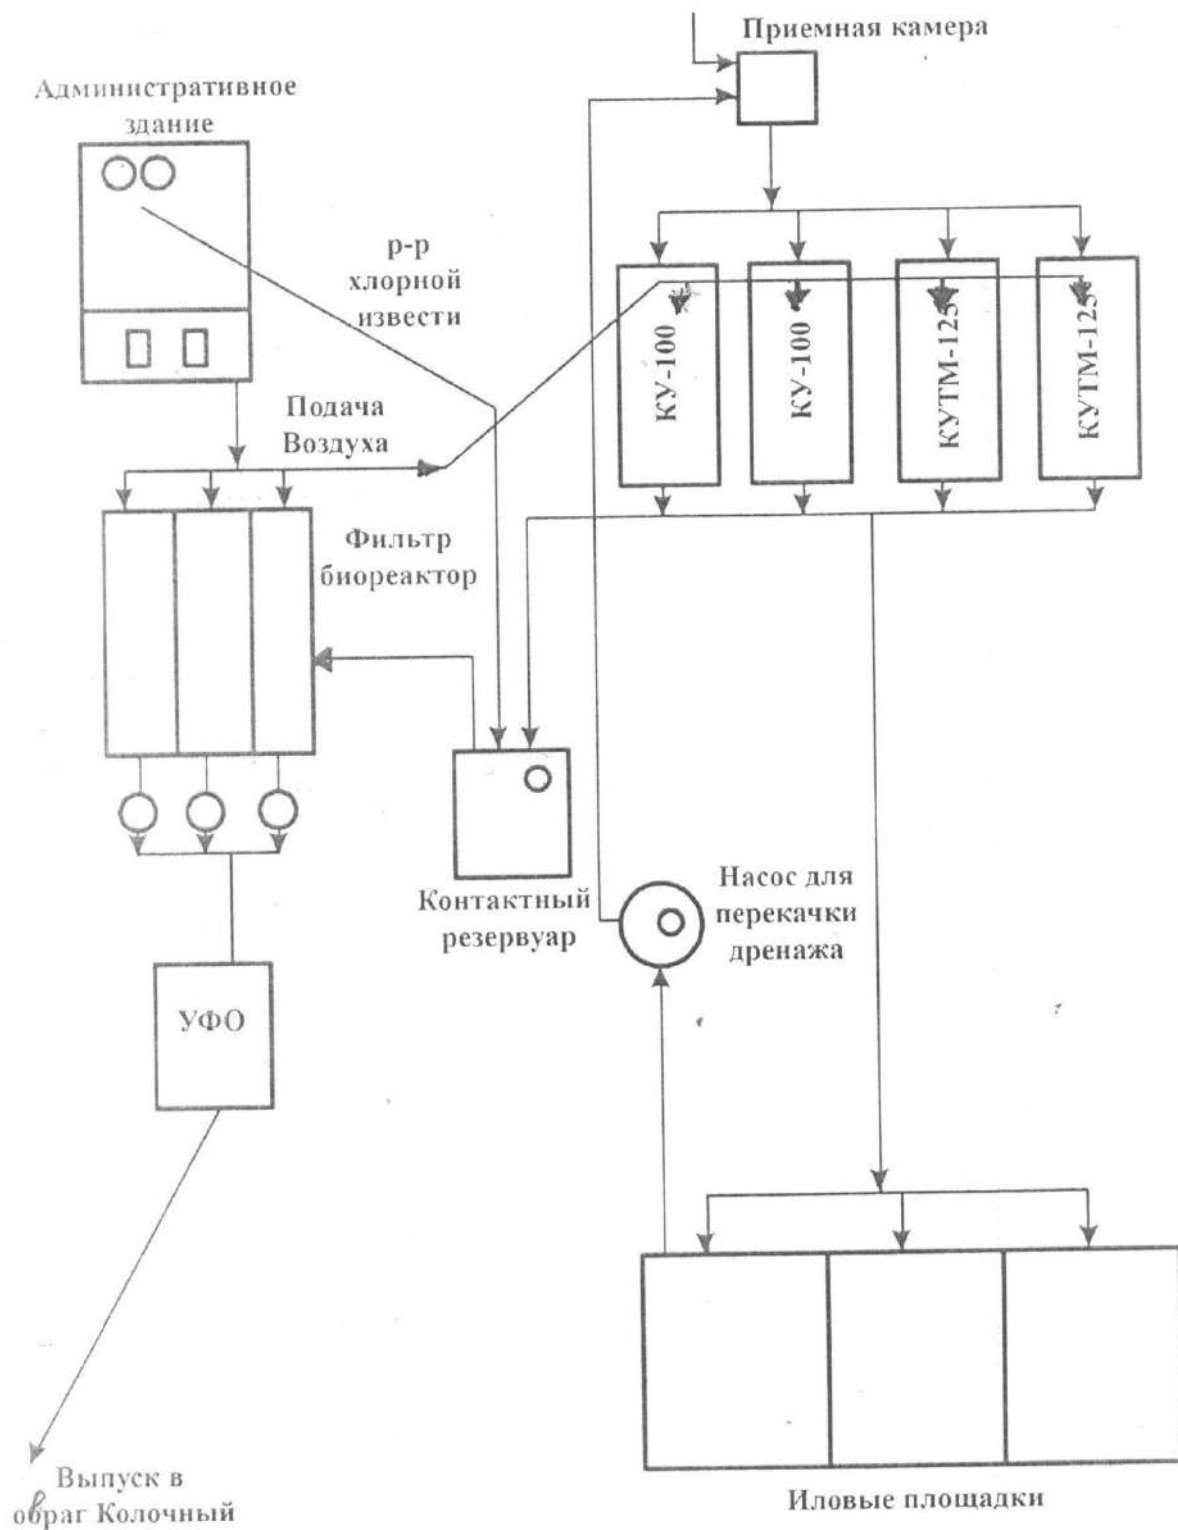 Приемная камера
Административное
здание
р-р
хлорной
извести
КУ-100
КУ-100
КУТМ-125
КУТМ-125
Подача
Воздуха
Фильтр
биореактор
Контактный
резервуар
Насос для
перекачки
дренажа
УФО
Выпуск в
овраг Колочный
Иловые площадки